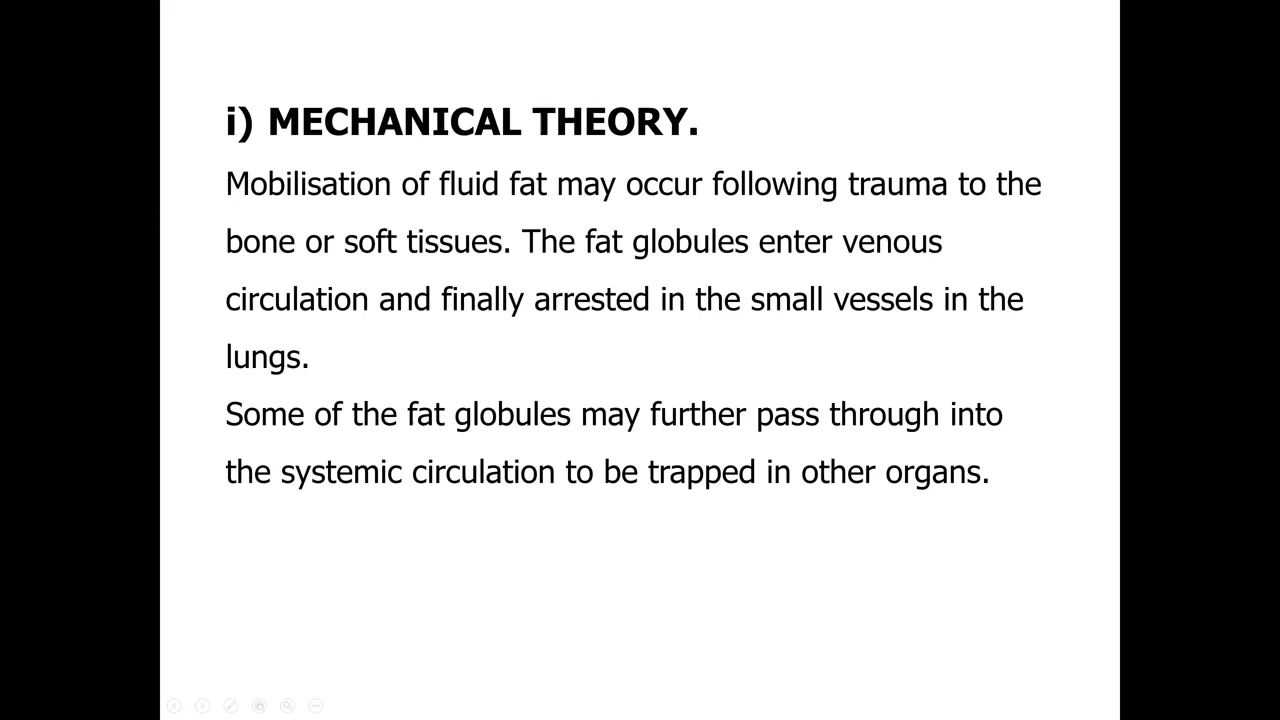 i) MECHANICAL THEORY.
Mobilisation of fluid fat may occur following trauma to the
bone or soft tissues. The fat globules enter venous
circulation and finally arrested in the small vessels in the
lungs.
Some of the fat globules may further pass through into
the systemic circulation to be trapped in other organs.